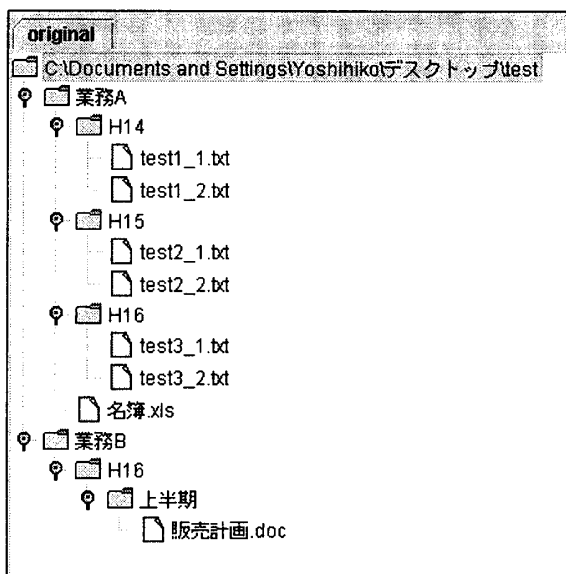 original
C:\Documents and Settings\Yoshihiko\デスクトップ\test
業務A
H14
test1_1.txt
test1_2.txt
H15
test2_1.txt
test2_2.txt
H16
test3_1.txt
test3_2.txt
名簿.xls
業務B
H16
上半期
販売計画.doc